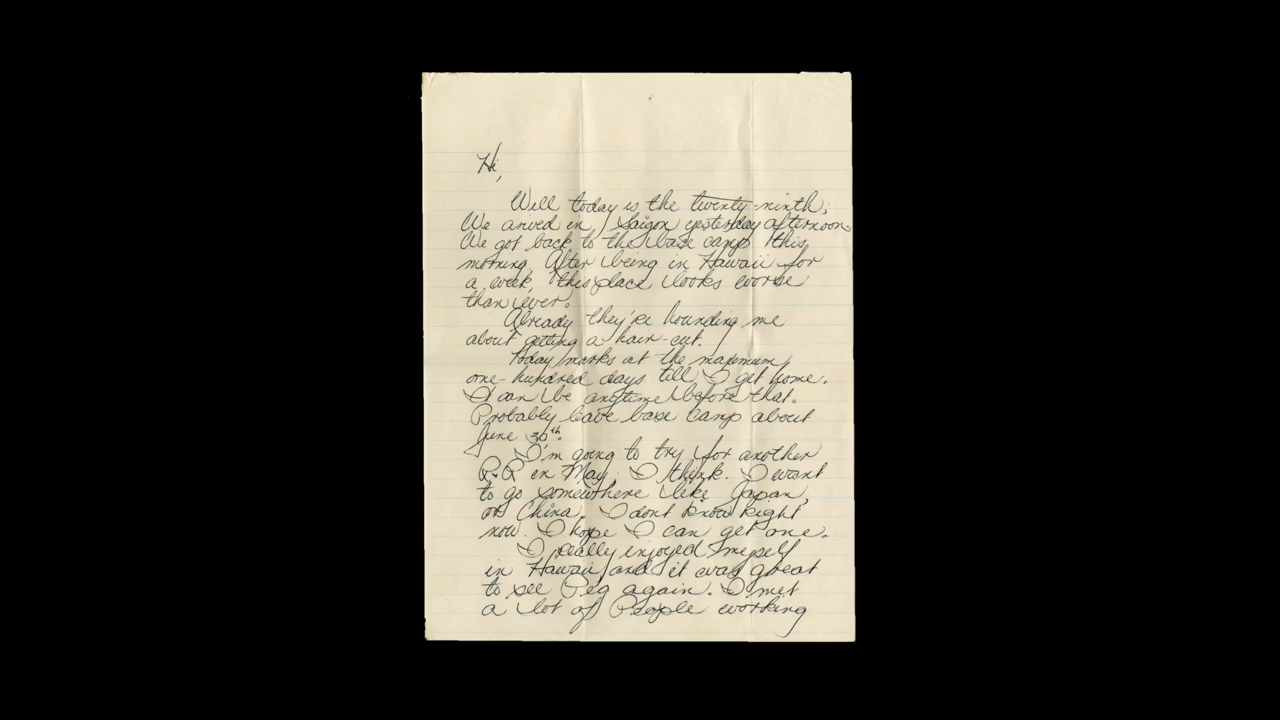 Hi,
Well today is the twenty-ninth;
We arived in Saigon yesterday afternoon.
We got back to the base camp this
morning. After being in Hawaii for
a week, this place looks worse
than ever.
Already they're hounding me
about getting a hair-cut.
Today marks at the maximum,
one-hundred days till I get home.
It can be anytime before that.
Probably leave base camp about
June 30th.
I'm going to try for another
R+R in May, I think. I want
to go somewhere like Japan,
or China. I dont know right
now. I hope I can get one.
I really enjoyed myself
in Hawaii and it was great
to see Peg again. I met
a lot of People working